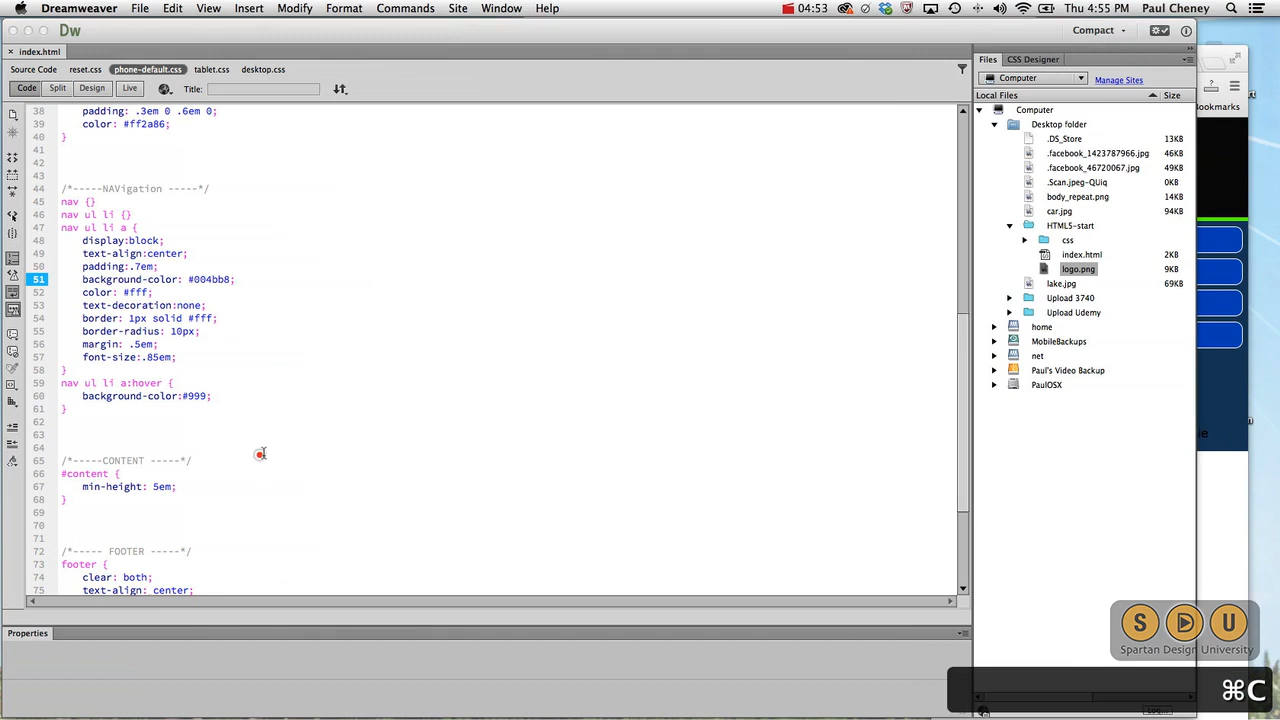 Dreamweaver File Edit View Insert Modify Format Commands Site Window Help 04:53 Thu 4:55 PM Paul Cheney
Dw Compact
index.html
Source Code reset.css phone-default.css tablet.css desktop.css
Code Split Design Live Title:
38 padding: .3em 0 .6em 0;
39 color: #ff2a86;
40 }
41
42
43
44 /*-----NAVigation -----*/
45 nav {}
46 nav ul li {}
47 nav ul li a {
48 display:block;
49 text-align:center;
50 padding:.7em;
51 background-color: #004bb8;
52 color: #fff;
53 text-decoration:none;
54 border: 1px solid #fff;
55 border-radius: 10px;
56 margin: .5em;
57 font-size:.85em;
58 }
59 nav ul li a:hover {
60 background-color:#999;
61 }
62
63
64
65 /*-----CONTENT -----*/
66 #content {
67 min-height: 5em;
68 }
69
70
71
72 /*----- FOOTER -----*/
73 footer {
74 clear: both;
75 text-align: center;
Properties
Files CSS Designer
Computer Manage Sites
Local Files Size
Computer
Desktop folder
.DS_Store 13KB
.facebook_1423787966.jpg 46KB
.facebook_46720067.jpg 49KB
.Scan.jpeg-QUiq 0KB
body_repeat.png 14KB
car.jpg 94KB
HTML5-start
css
index.html 2KB
logo.png 9KB
lake.jpg 69KB
Upload 3740
Upload Udemy
home
MobileBackups
net
Paul's Video Backup
PaulOSX
Bookmarks
S D U
Spartan Design University
⌘C